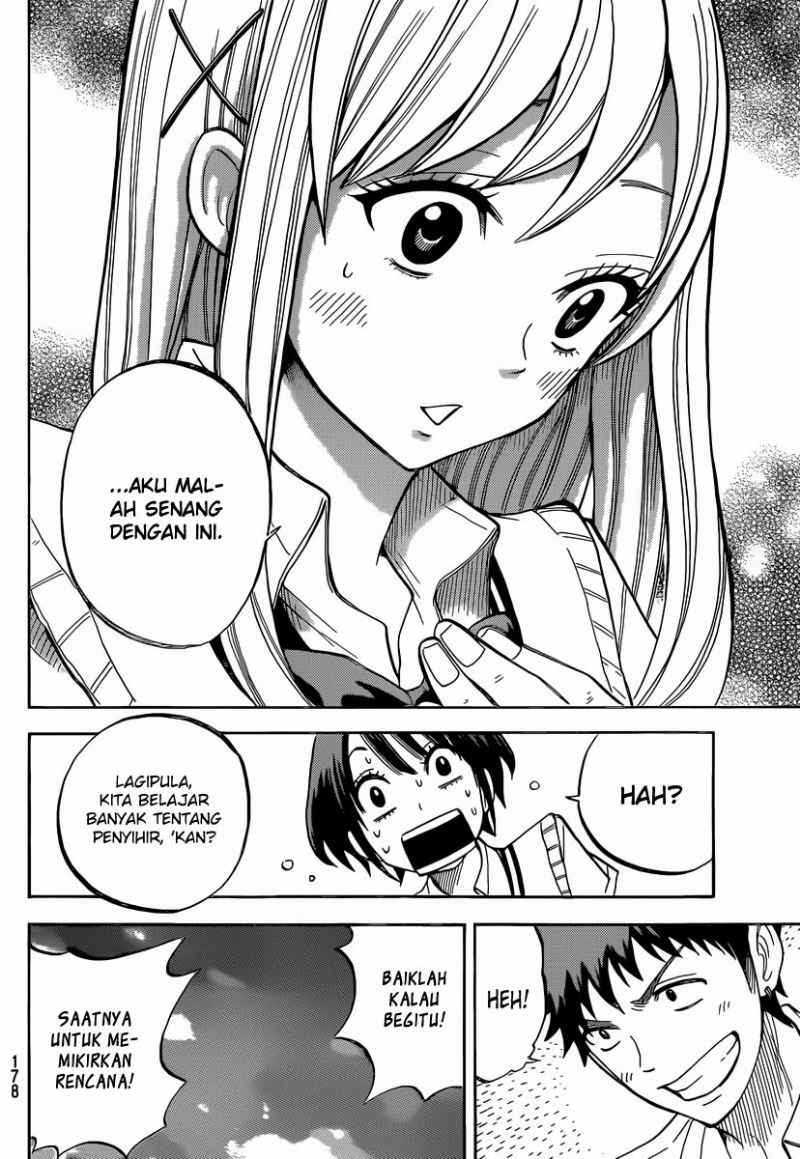 ...AKU MAL-
AH SENANG
DENGAN INI.
HAH?
LAGIPULA,
KITA BELAJAR
BANYAK TENTANG
PENYIHIR, 'KAN?
HEH!
BAIKLAH
KALAU
BEGITU!
SAATNYA
UNTUK ME-
MIKIRKAN
RENCANA!
178